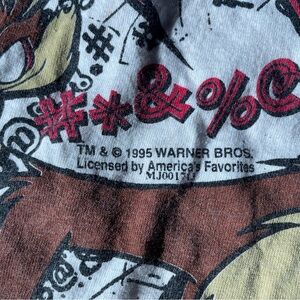 #*&%@
TM & © 1995 WARNER BROS.
Licensed by America's Favorites